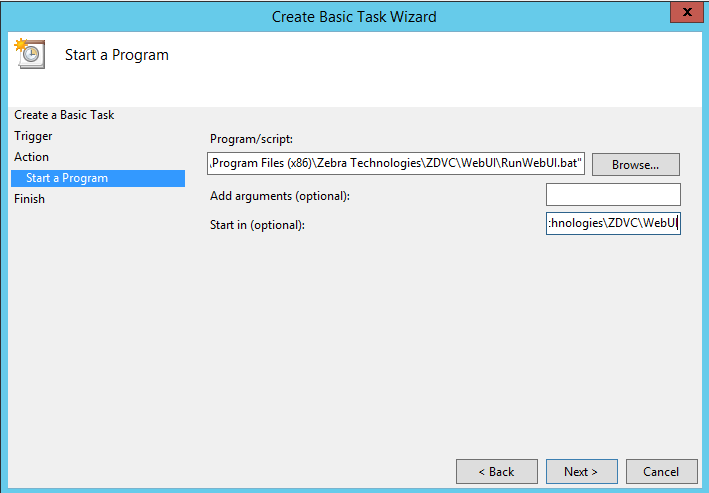 Create Basic Task Wizard
x
Start a Program
Create a Basic Task
Trigger
Action
Start a Program
Finish
Program/script:
\Program Files (x86)\Zebra Technologies\ZDVC\WebUI\RunWebUI.bat"
Browse...
Add arguments (optional):
Start in (optional):
:hnologies\ZDVC\WebUI
< Back
Next >
Cancel